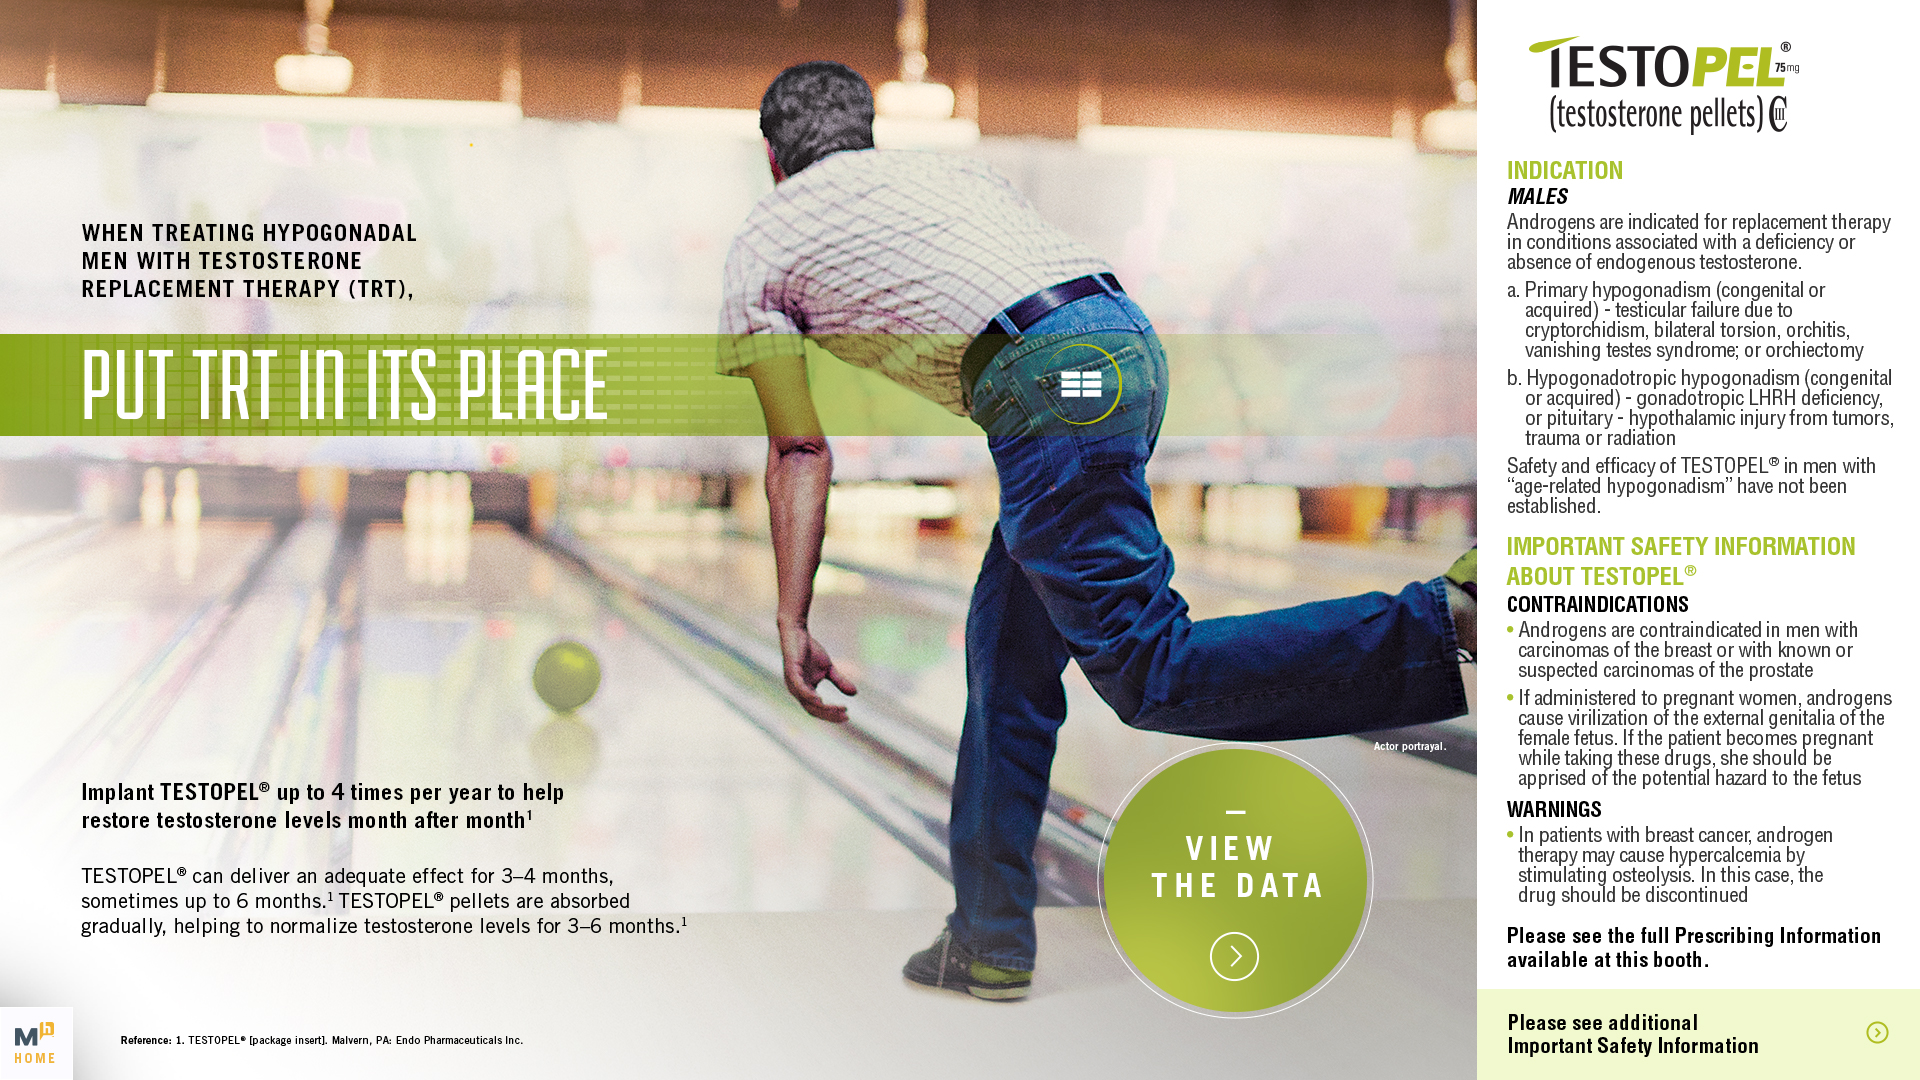 WHEN TREATING HYPOGONADAL
MEN WITH TESTOSTERONE
REPLACEMENT THERAPY (TRT),
PUT TRT IN ITS PLACE
Implant TESTOPEL® up to 4 times per year to help
restore testosterone levels month after month¹
TESTOPEL® can deliver an adequate effect for 3–4 months,
sometimes up to 6 months.¹ TESTOPEL® pellets are absorbed
gradually, helping to normalize testosterone levels for 3–6 months.¹
Actor portrayal.
VIEW
THE DATA
Mh
HOME
Reference: 1. TESTOPEL® [package insert]. Malvern, PA: Endo Pharmaceuticals Inc.
TESTOPEL® 75mg
(testosterone pellets) CIII
INDICATION
MALES
Androgens are indicated for replacement therapy
in conditions associated with a deficiency or
absence of endogenous testosterone.
a. Primary hypogonadism (congenital or
acquired) - testicular failure due to
cryptorchidism, bilateral torsion, orchitis,
vanishing testes syndrome; or orchiectomy
b. Hypogonadotropic hypogonadism (congenital
or acquired) - gonadotropic LHRH deficiency,
or pituitary - hypothalamic injury from tumors,
trauma or radiation
Safety and efficacy of TESTOPEL® in men with
“age-related hypogonadism” have not been
established.
IMPORTANT SAFETY INFORMATION
ABOUT TESTOPEL®
CONTRAINDICATIONS
• Androgens are contraindicated in men with
carcinomas of the breast or with known or
suspected carcinomas of the prostate
• If administered to pregnant women, androgens
cause virilization of the external genitalia of the
female fetus. If the patient becomes pregnant
while taking these drugs, she should be
apprised of the potential hazard to the fetus
WARNINGS
• In patients with breast cancer, androgen
therapy may cause hypercalcemia by
stimulating osteolysis. In this case, the
drug should be discontinued
Please see the full Prescribing Information
available at this booth.
Please see additional
Important Safety Information